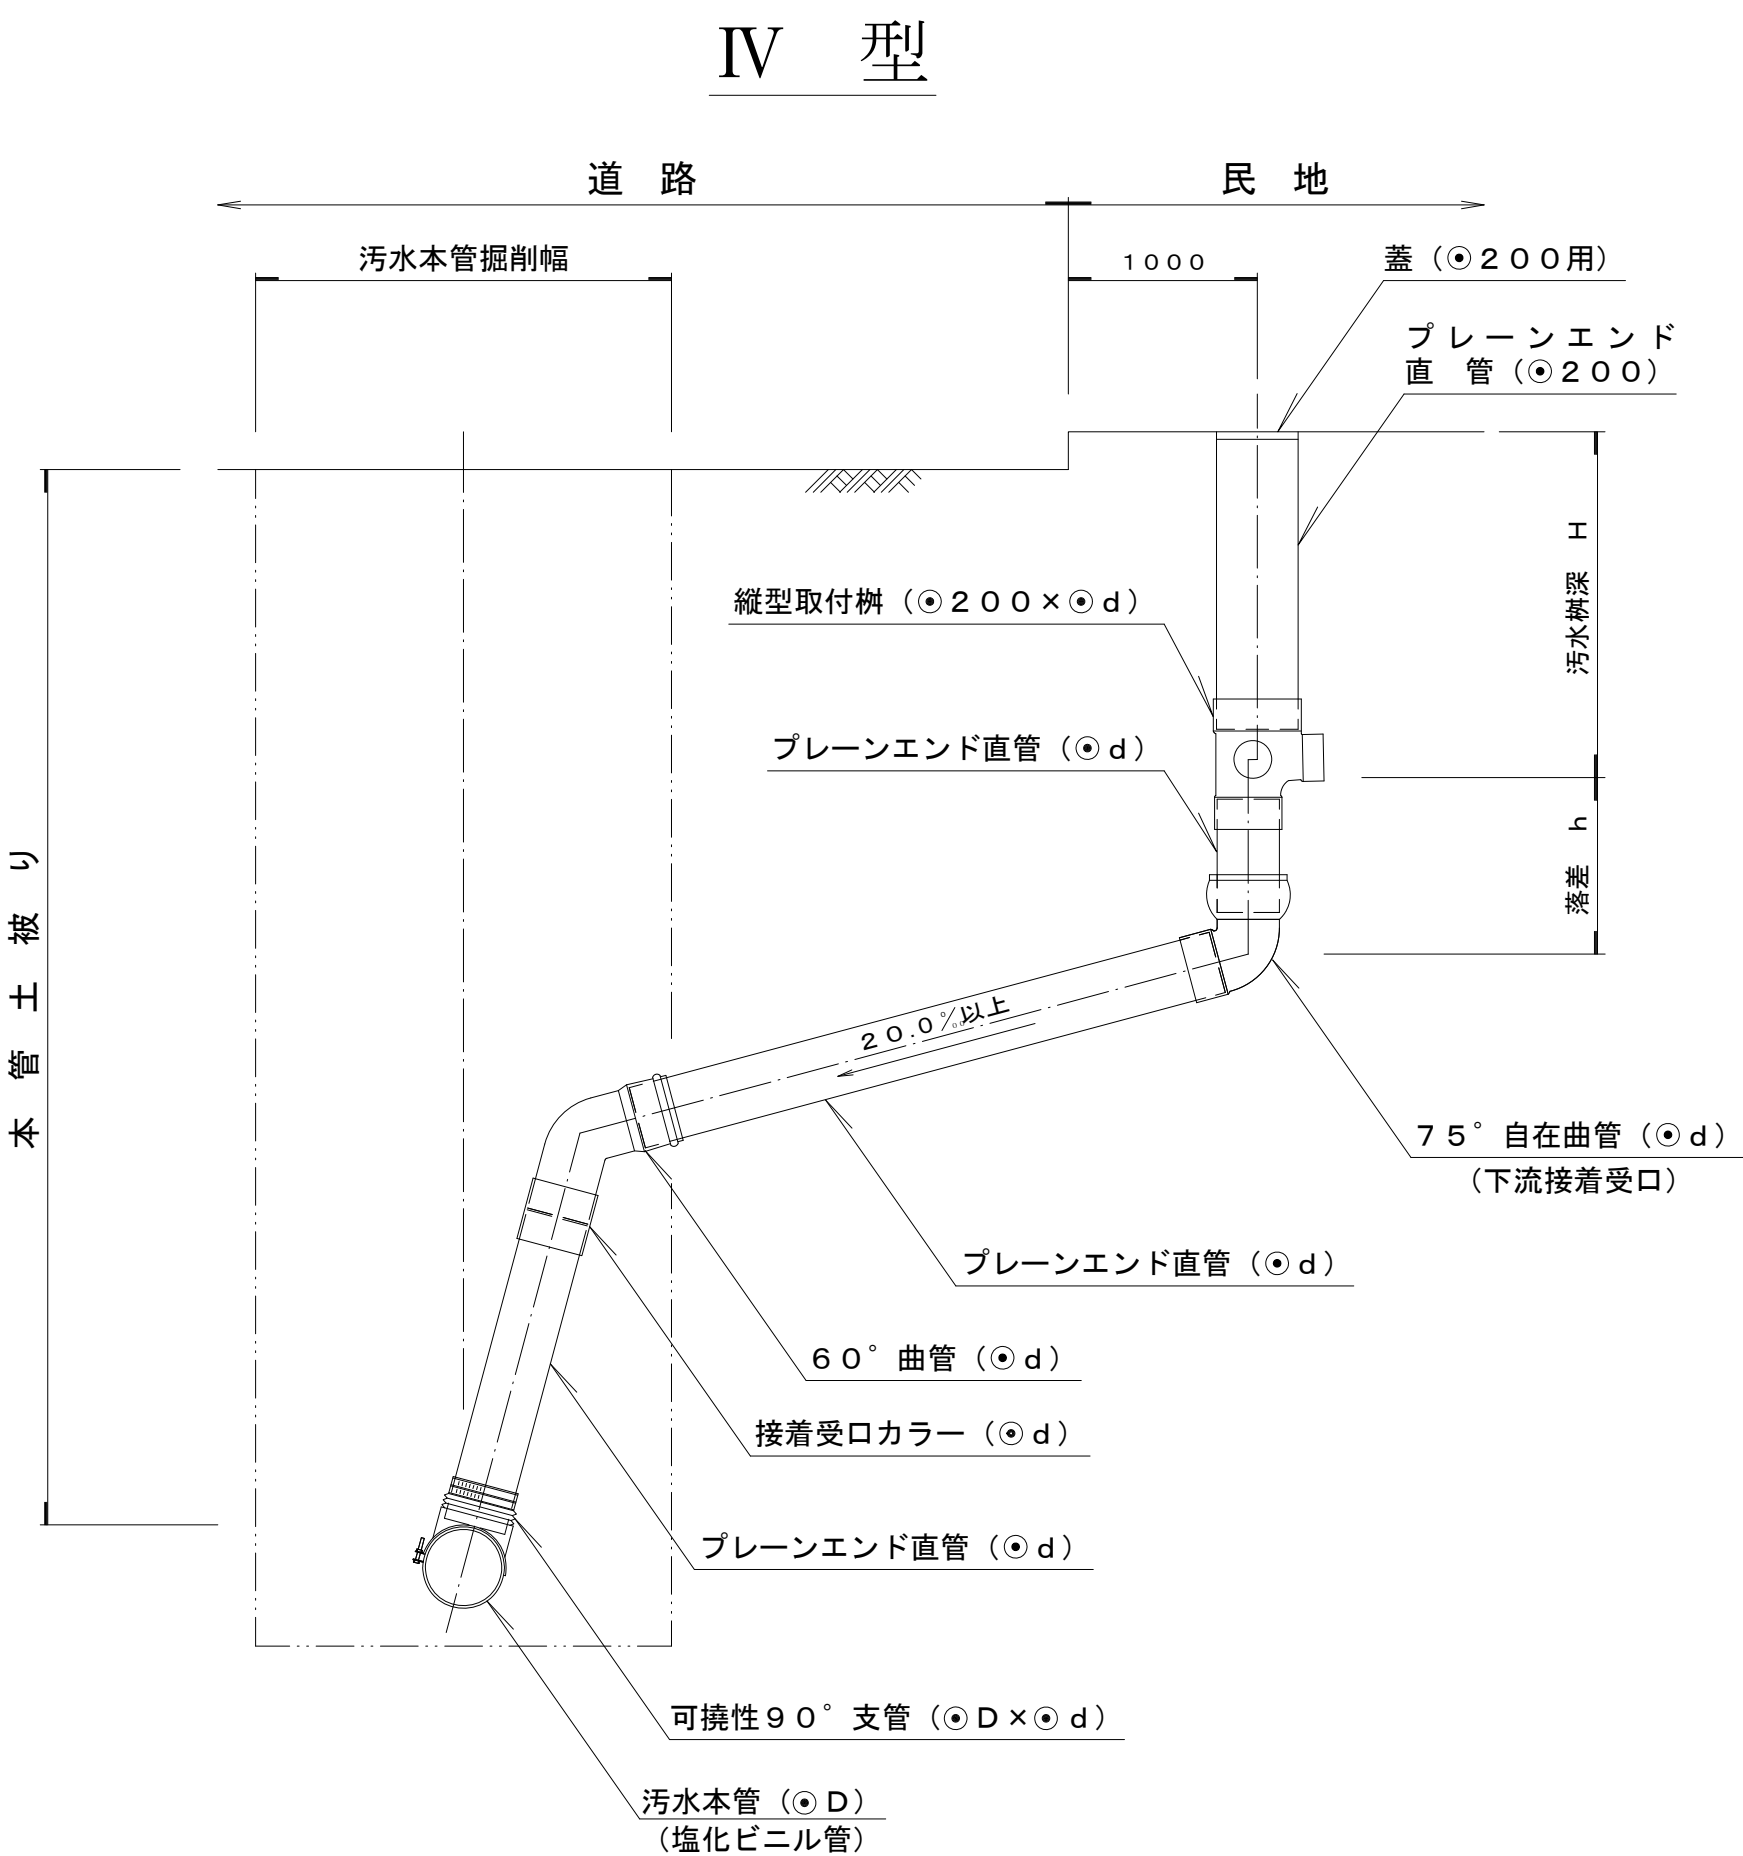 Ⅳ　型
道　路
民　地
汚水本管掘削幅
1000
蓋（⦿200用）
プレーンエンド
直　管（⦿200）
汚水桝深　H
縦型取付桝（⦿200×⦿d）
プレーンエンド直管（⦿d）
落差　h
本管土被り
20.0‰以上
75°自在曲管（⦿d）
（下流接着受口）
プレーンエンド直管（⦿d）
60°曲管（⦿d）
接着受口カラー（⦿d）
プレーンエンド直管（⦿d）
可撓性90°支管（⦿D×⦿d）
汚水本管（⦿D）
（塩化ビニル管）